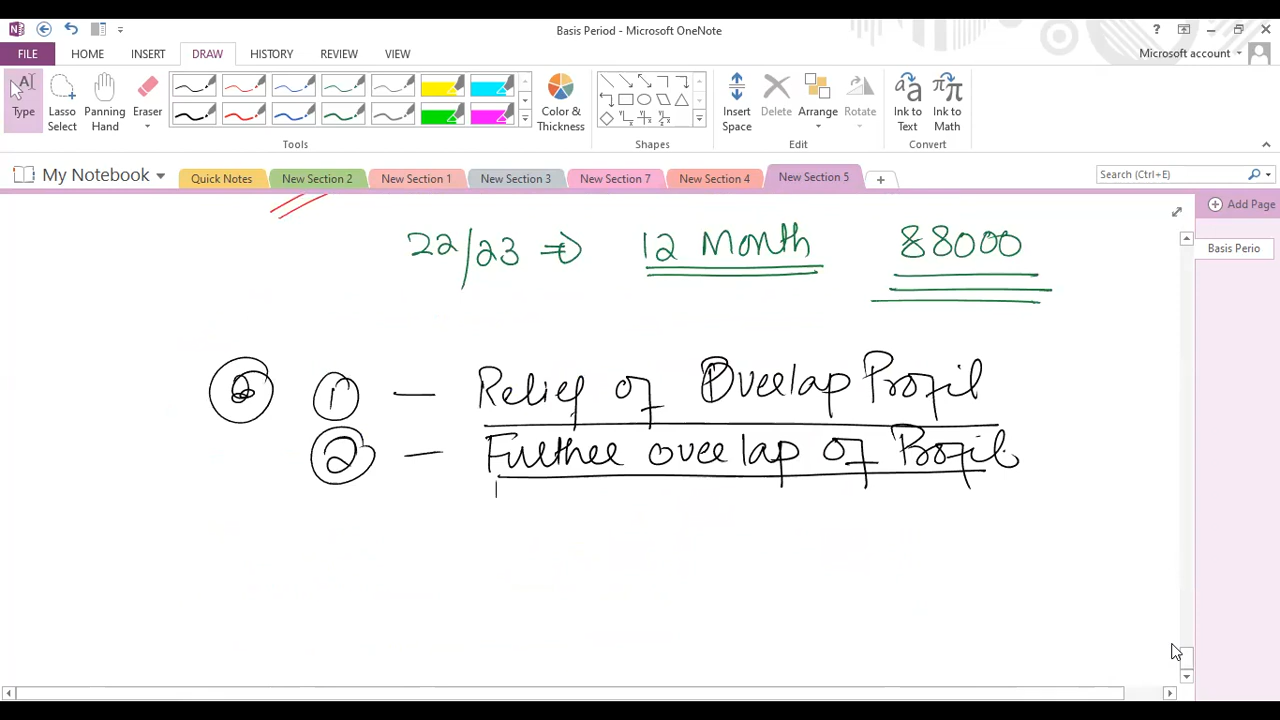 Basis Period - Microsoft OneNote
?
FILE HOME INSERT DRAW HISTORY REVIEW VIEW
Microsoft account
Type
Lasso Select
Panning Hand
Eraser
Color & Thickness
Insert Space
Delete
Arrange
Rotate
Ink to Text
Ink to Math
Tools Shapes Edit Convert
My Notebook Quick Notes New Section 2 New Section 1 New Section 3 New Section 7 New Section 4 New Section 5
Search (Ctrl+E)
Add Page
Basis Perio
22/23 ⇒ 12 Month 88000
① — Relief of Overlap Profit
② — Further overlap of Profit